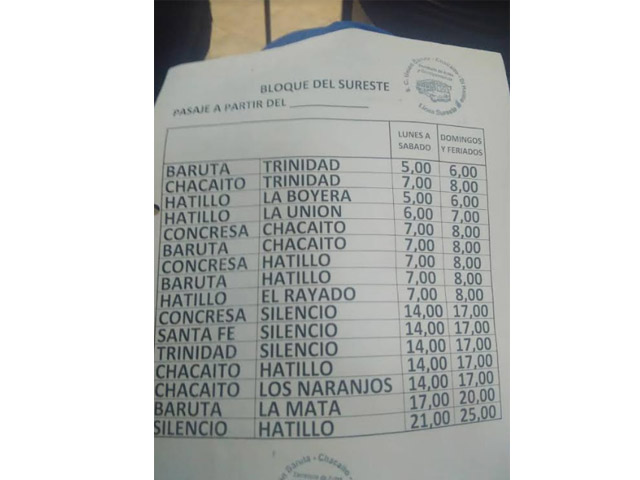 BLOQUE DEL SURESTE
PASAJE A PARTIR DEL ____________
LUNES A SABADO DOMINGOS Y FERIADOS
BARUTA TRINIDAD 5,00 6,00
CHACAITO TRINIDAD 7,00 8,00
HATILLO LA BOYERA 5,00 6,00
HATILLO LA UNION 6,00 7,00
CONCRESA CHACAITO 7,00 8,00
BARUTA CHACAITO 7,00 8,00
CONCRESA HATILLO 7,00 8,00
BARUTA HATILLO 7,00 8,00
HATILLO EL RAYADO 7,00 8,00
CONCRESA SILENCIO 14,00 17,00
SANTA FE SILENCIO 14,00 17,00
TRINIDAD SILENCIO 14,00 17,00
CHACAITO HATILLO 14,00 17,00
CHACAITO LOS NARANJOS 14,00 17,00
BARUTA LA MATA 17,00 20,00
SILENCIO HATILLO 21,00 25,00
Baruta - Chacaito